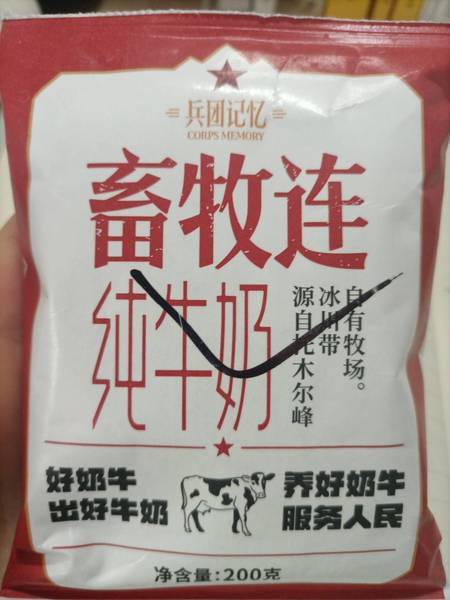 兵团记忆
CORPS MEMORY
畜牧连
纯牛奶
自有牧场。
冰川带
源自托木尔峰
好奶牛
出好牛奶
养好奶牛
服务人民
净含量:200克